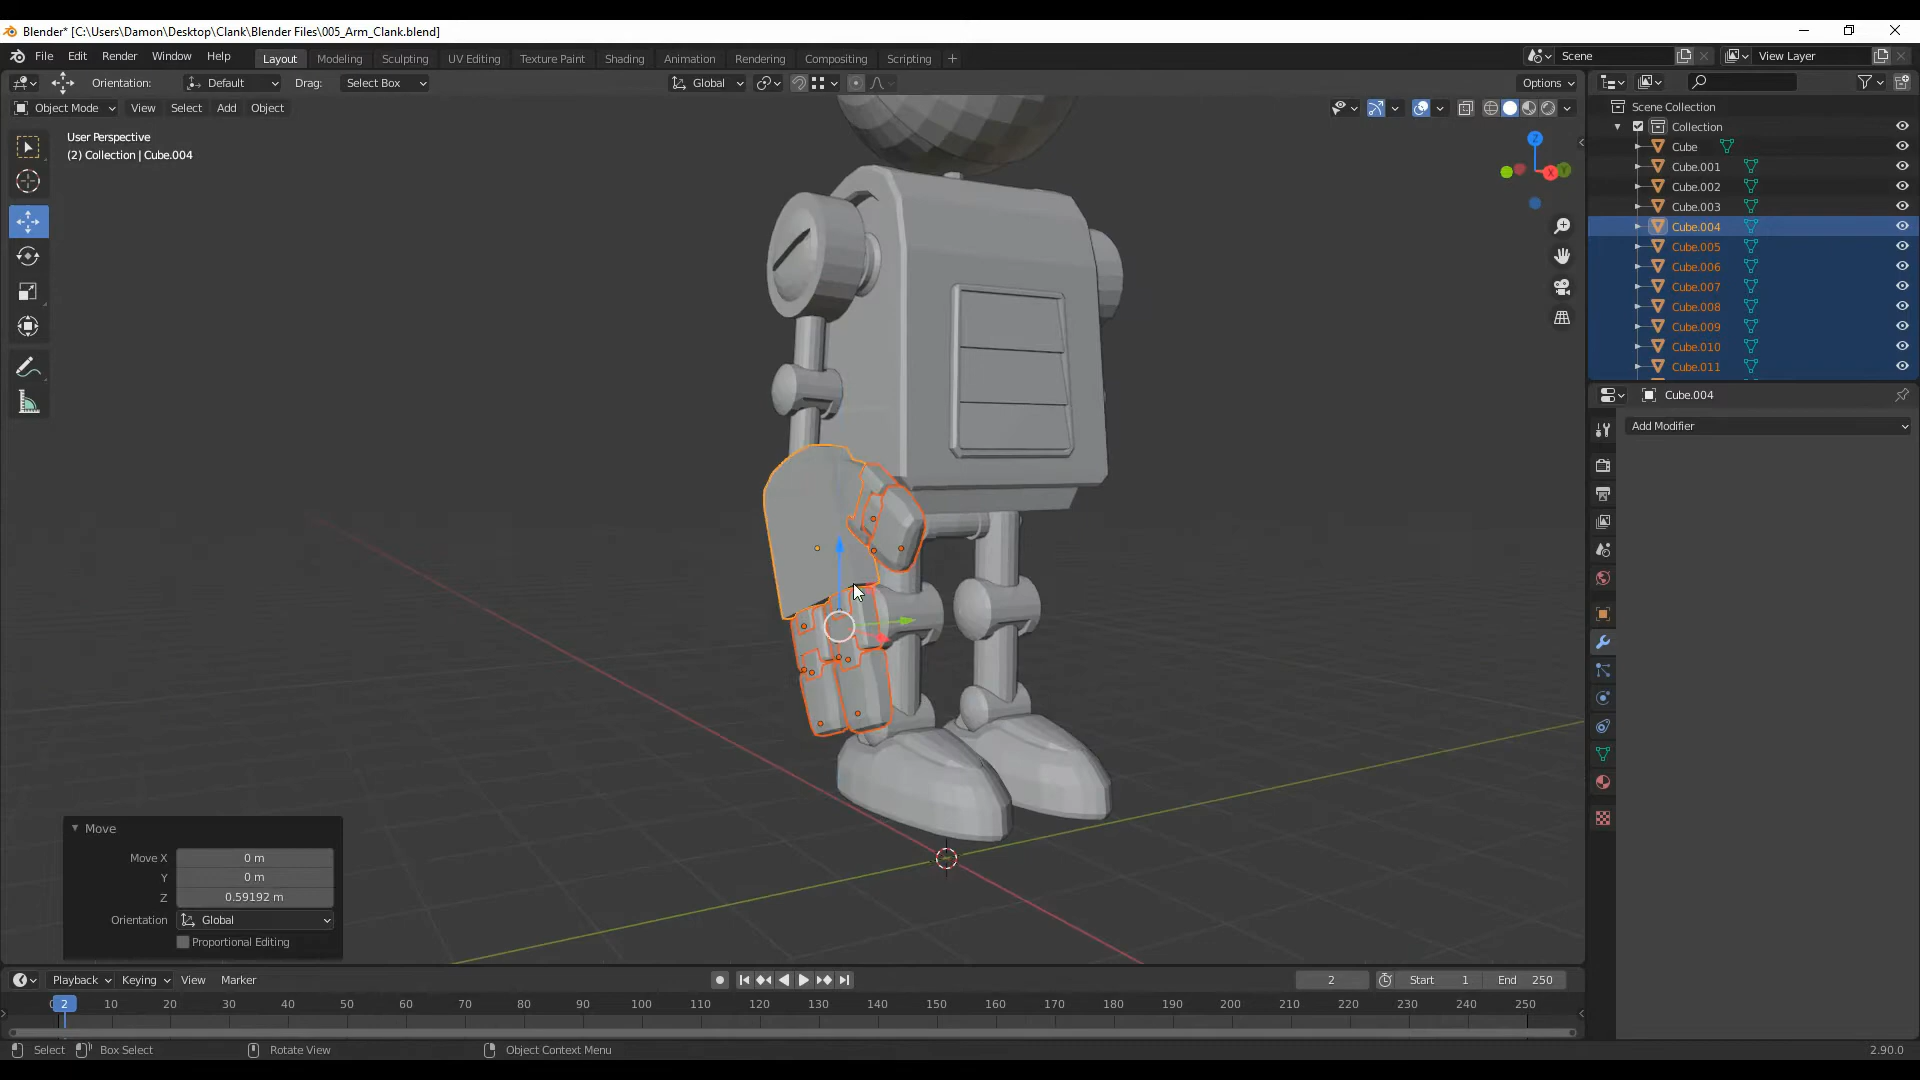 Blender* [C:\Users\Damon\Desktop\Clank\Blender Files\005_Arm_Clank.blend]
File Edit Render Window Help Layout Modeling Sculpting UV Editing Texture Paint Shading Animation Rendering Compositing Scripting + Scene View Layer
Orientation: Default Drag: Select Box Global Options
Object Mode View Select Add Object
User Perspective
(2) Collection | Cube.004
Z
X
Y
Scene Collection
Collection
Cube
Cube.001
Cube.002
Cube.003
Cube.004
Cube.005
Cube.006
Cube.007
Cube.008
Cube.009
Cube.010
Cube.011
Cube.004
Add Modifier
Move
Move X 0 m
Y 0 m
Z 0.59192 m
Orientation Global
Proportional Editing
Playback Keying View Marker 2 Start 1 End 250
2 10 20 30 40 50 60 70 80 90 100 110 120 130 140 150 160 170 180 190 200 210 220 230 240 250
Select Box Select Rotate View Object Context Menu 2.90.0